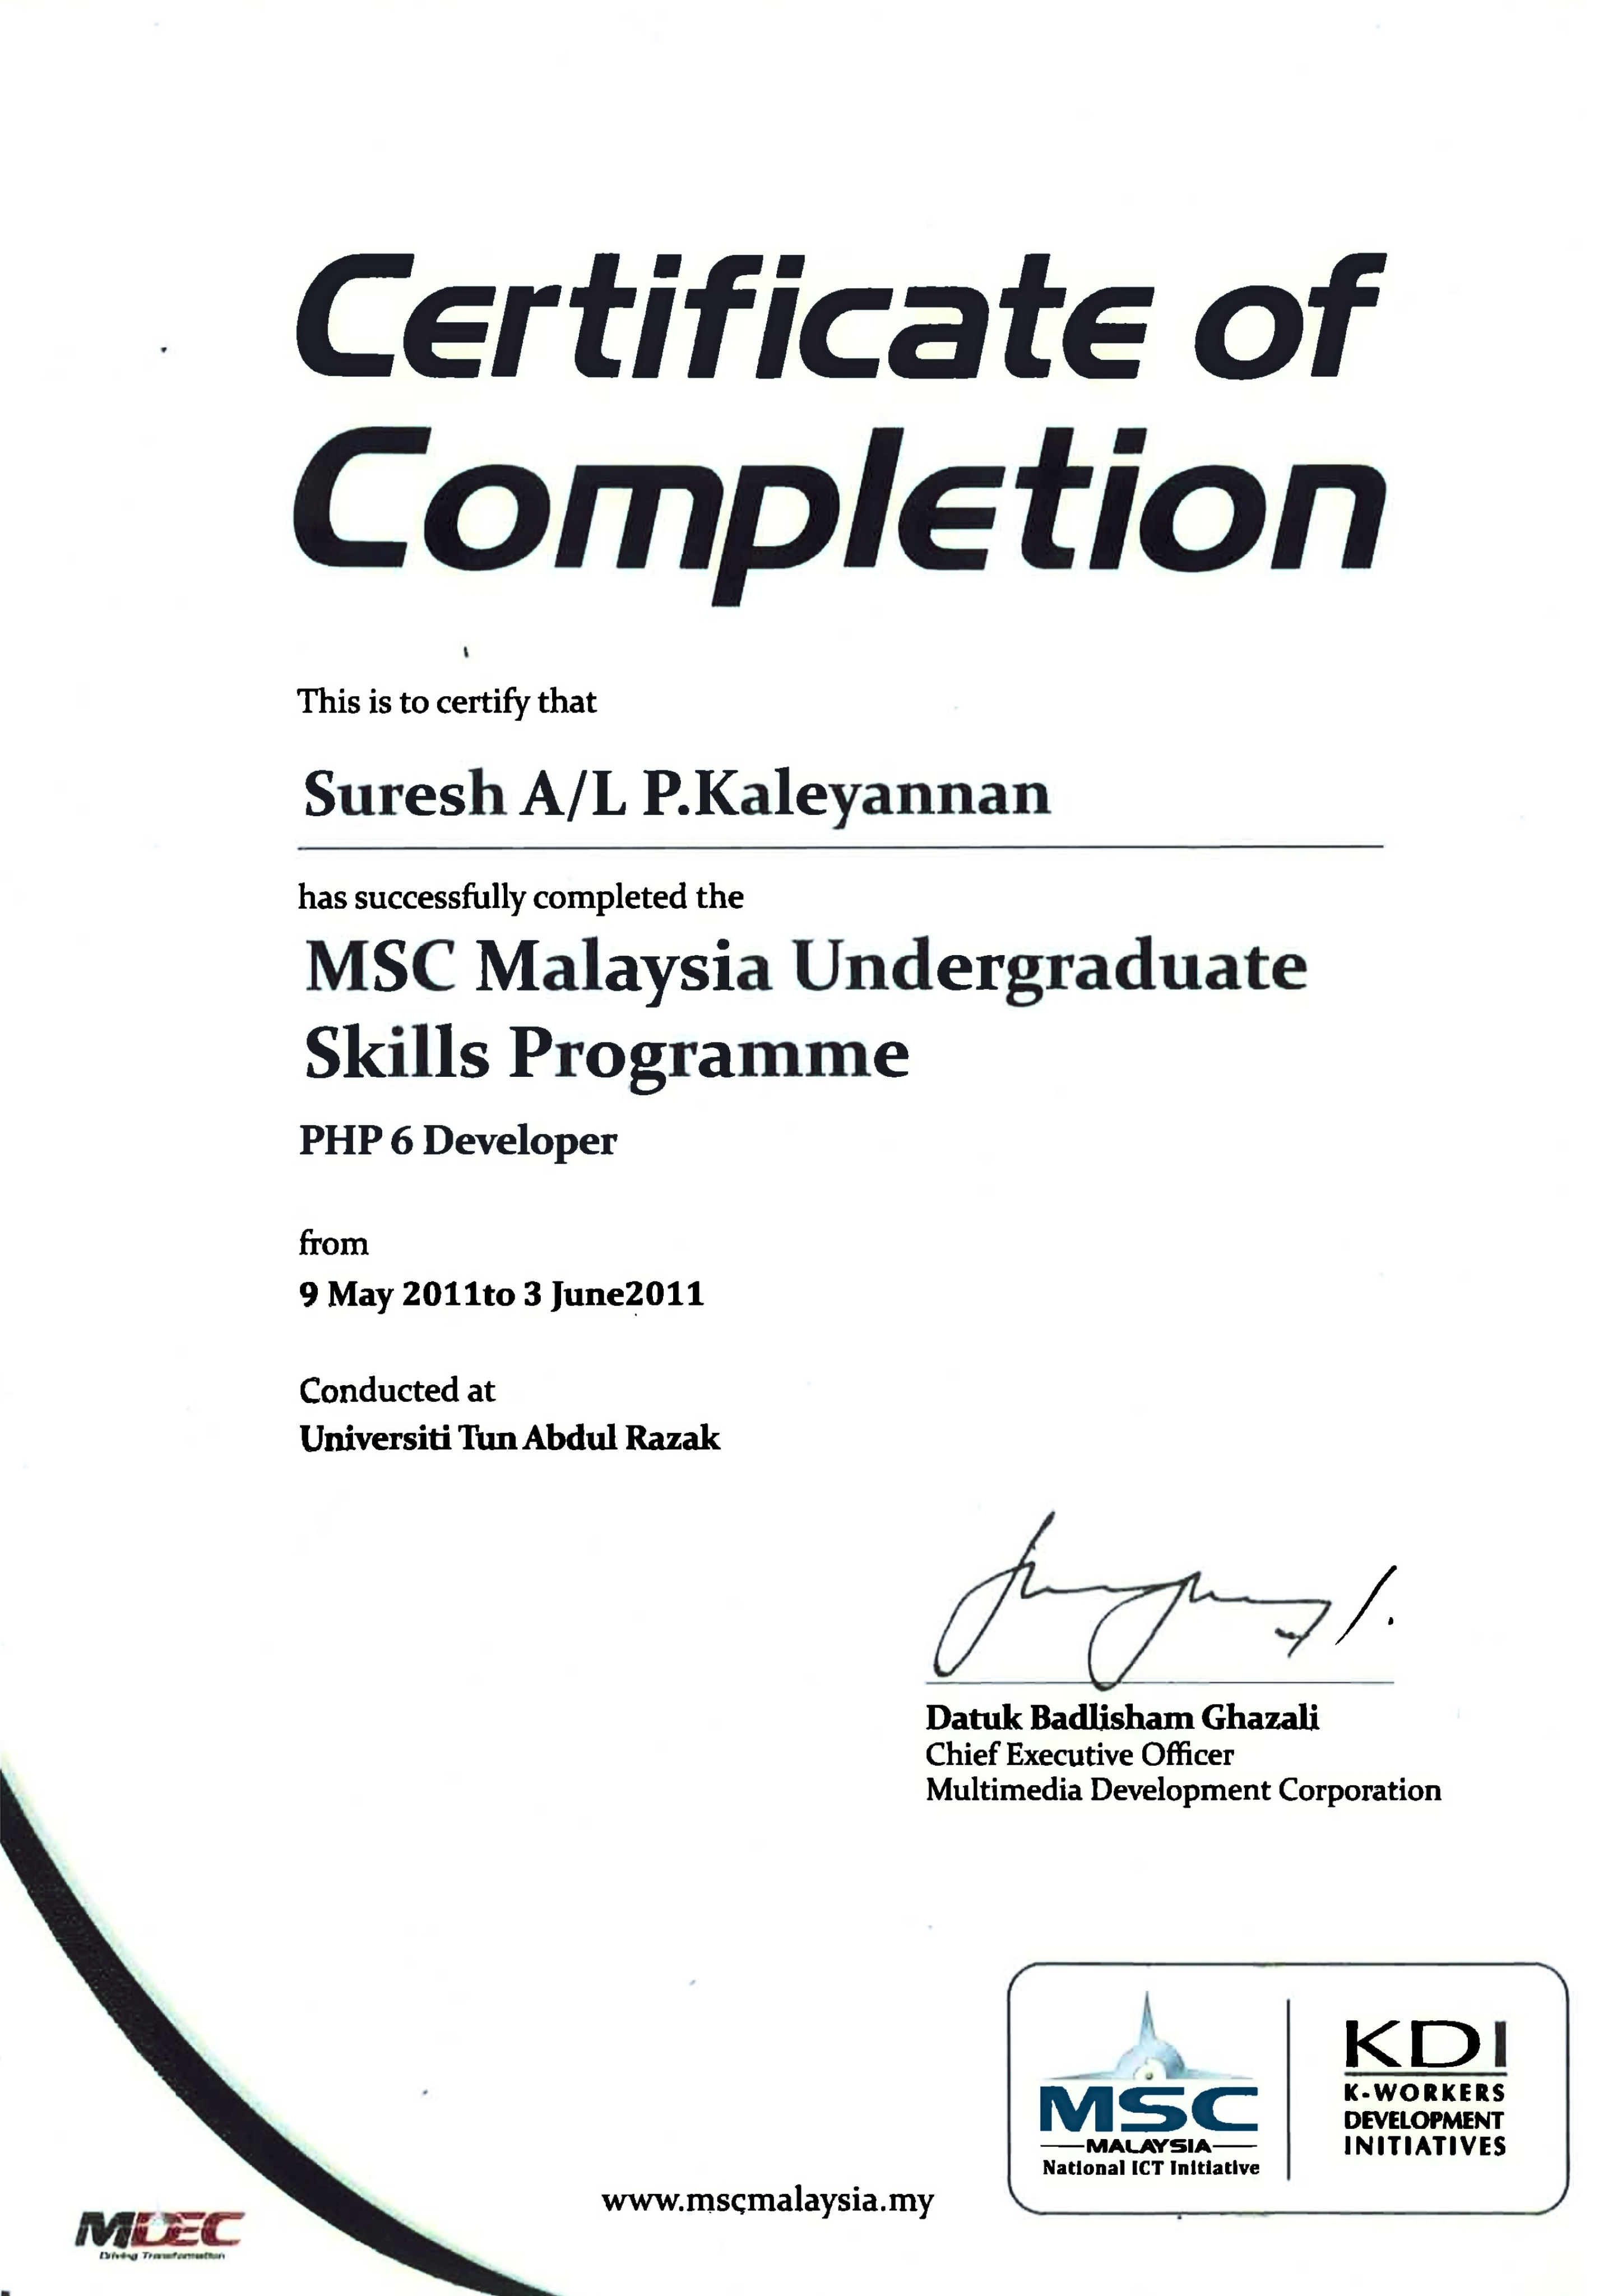 Certificate of
Completion
This is to certify that
Suresh A/L P.Kaleyannan
has successfully completed the
MSC Malaysia Undergraduate
Skills Programme
PHP 6 Developer
from
9 May 2011to 3 June2011
Conducted at
Universiti Tun Abdul Razak
Datuk Badlisham Ghazali
Chief Executive Officer
Multimedia Development Corporation
MSC
MALAYSIA
National ICT Initiative
KDI
K-WORKERS
DEVELOPMENT
INITIATIVES
www.mscmalaysia.my
MDEC
Driving Transformation